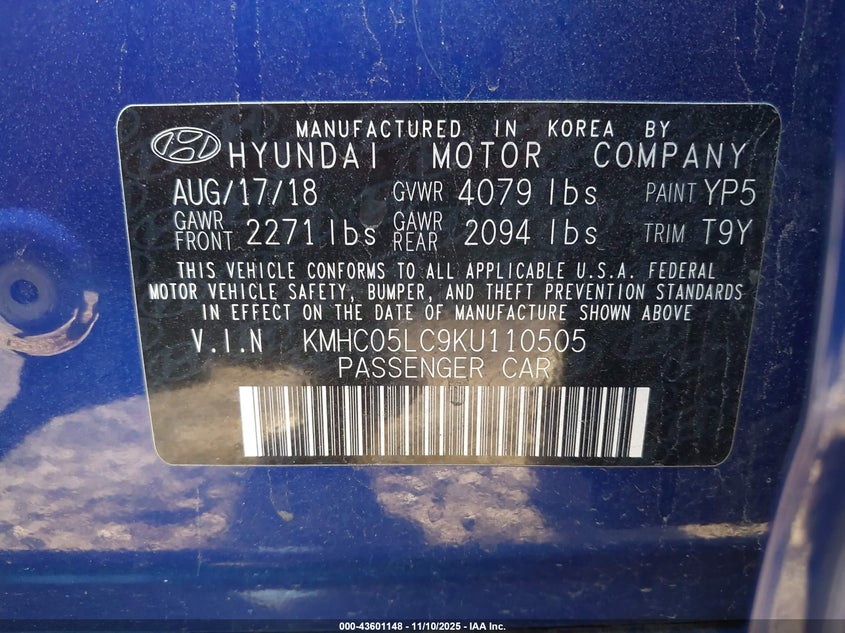 MANUFACTURED IN KOREA BY
HYUNDAI MOTOR COMPANY
AUG/17/18 GVWR 4079 lbs PAINT YP5
GAWR FRONT 2271 lbs GAWR REAR 2094 lbs TRIM T9Y
THIS VEHICLE CONFORMS TO ALL APPLICABLE U.S.A. FEDERAL
MOTOR VEHICLE SAFETY, BUMPER, AND THEFT PREVENTION STANDARDS
IN EFFECT ON THE DATE OF MANUFACTURE SHOWN ABOVE
V.I.N KMHC05LC9KU110505
PASSENGER CAR
000-43601148 - 11/10/2025 - IAA Inc.